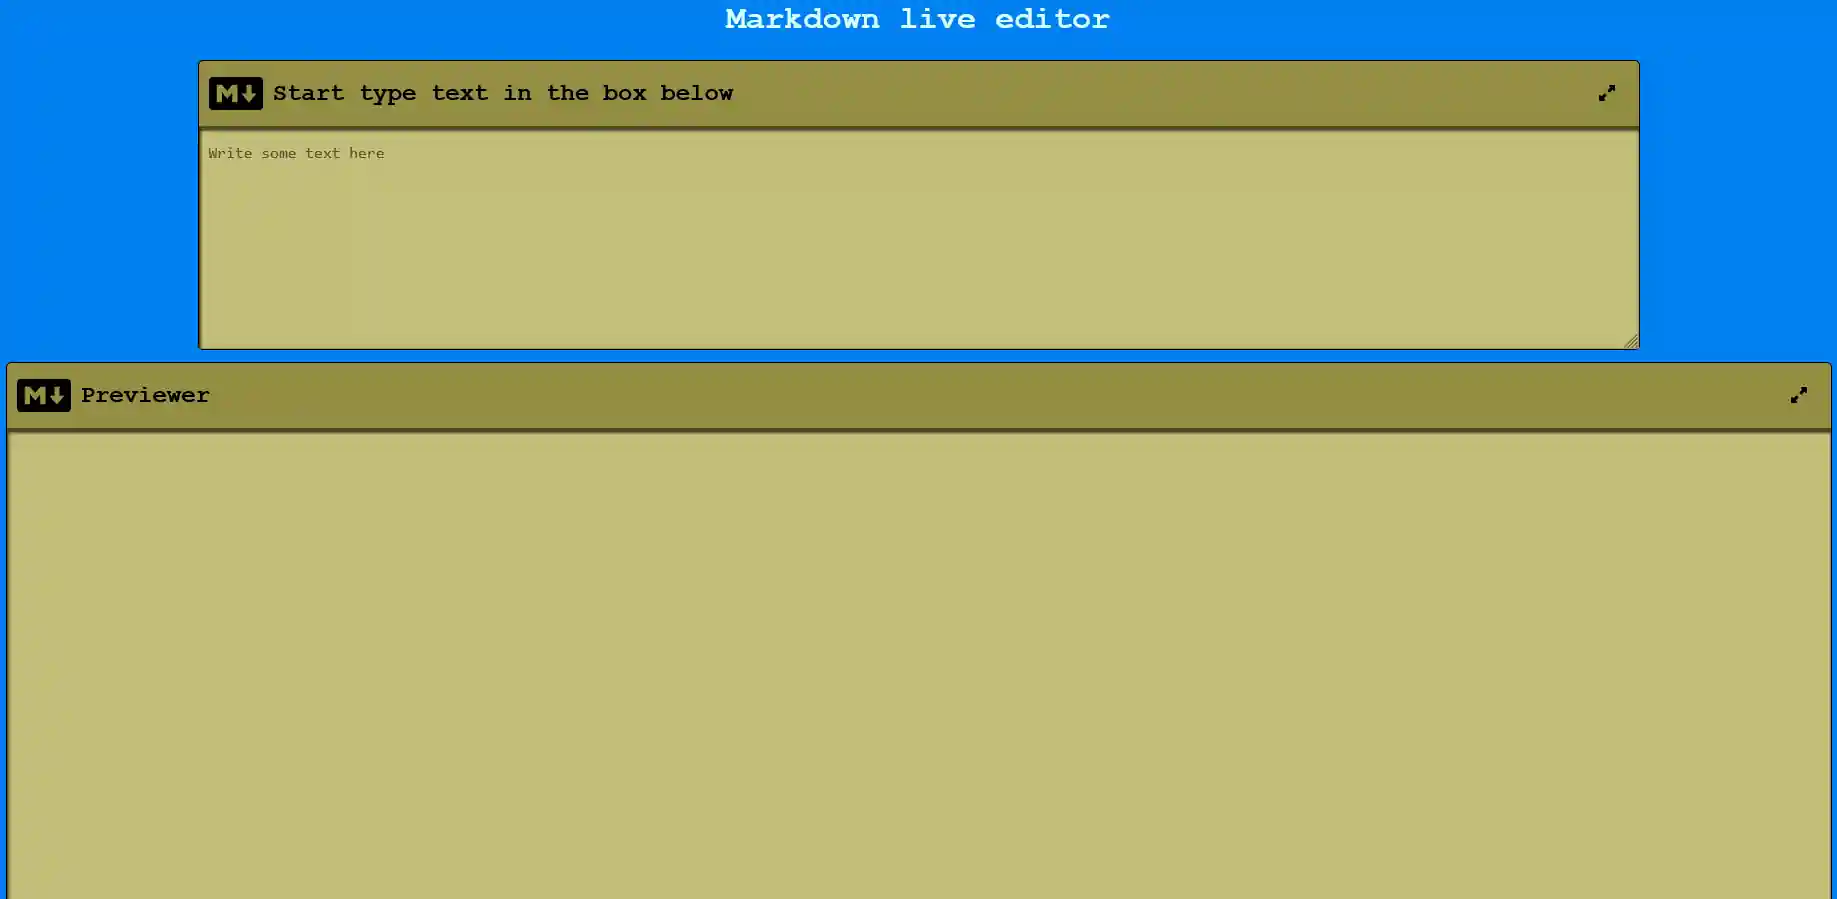 Markdown live editor
M Start type text in the box below
Write some text here
M Previewer